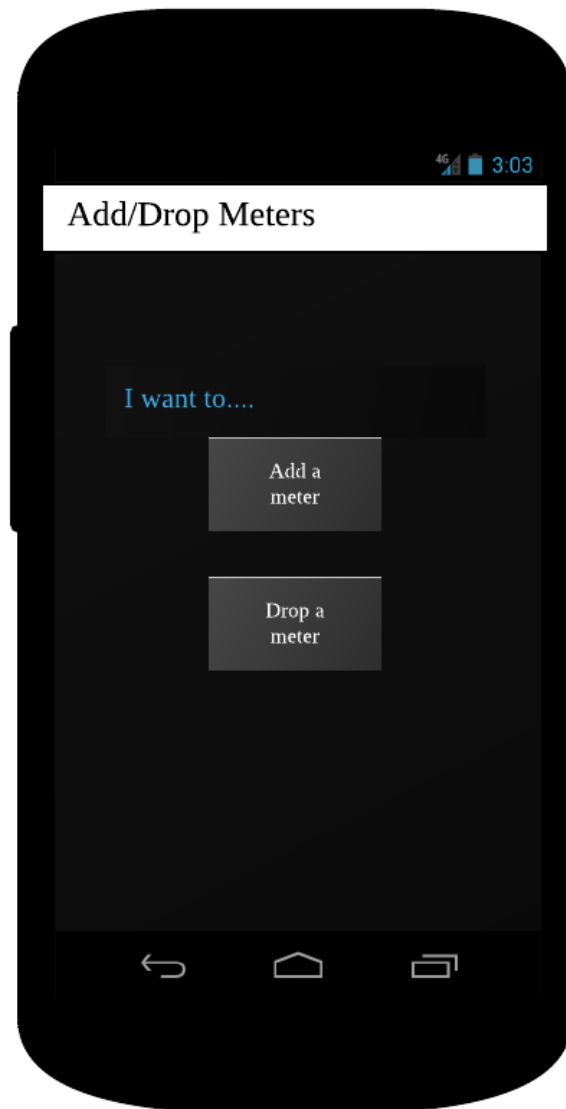 4G 3:03
Add/Drop Meters
I want to....
Add a
meter
Drop a
meter